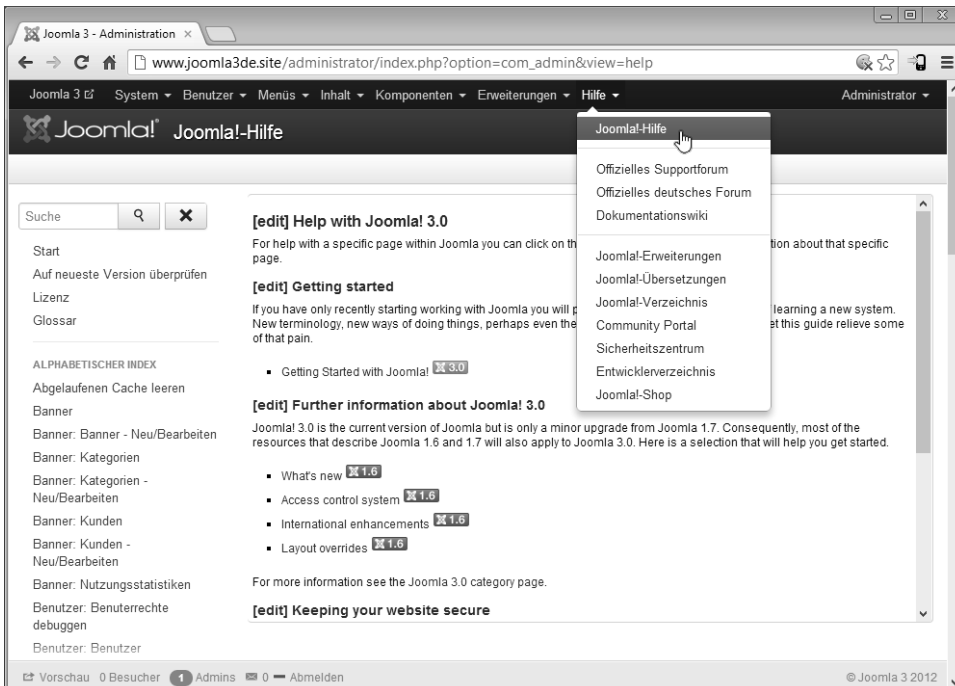 Joomla 3 - Administration ×
www.joomla3de.site/administrator/index.php?option=com_admin&view=help
Joomla 3 System Benutzer Menüs Inhalt Komponenten Erweiterungen Hilfe Administrator
Joomla!® Joomla!-Hilfe
Joomla!-Hilfe
Offizielles Supportforum
Offizielles deutsches Forum
Dokumentationswiki
Joomla!-Erweiterungen
Joomla!-Übersetzungen
Joomla!-Verzeichnis
Community Portal
Sicherheitszentrum
Entwicklerverzeichnis
Joomla!-Shop
Suche
Start
Auf neueste Version überprüfen
Lizenz
Glossar
ALPHABETISCHER INDEX
Abgelaufenen Cache leeren
Banner
Banner: Banner - Neu/Bearbeiten
Banner: Kategorien
Banner: Kategorien -
Neu/Bearbeiten
Banner: Kunden
Banner: Kunden -
Neu/Bearbeiten
Banner: Nutzungsstatistiken
Benutzer: Benuterrechte
debuggen
Benutzer: Benutzer
[edit] Help with Joomla! 3.0
For help with a specific page within Joomla you can click on th tion about that specific
page.
[edit] Getting started
If you have only recently starting working with Joomla you will p learning a new system.
New terminology, new ways of doing things, perhaps even the et this guide relieve some
of that pain.
Getting Started with Joomla! 3.0
[edit] Further information about Joomla! 3.0
Joomla! 3.0 is the current version of Joomla but is only a minor upgrade from Joomla 1.7. Consequently, most of the
resources that describe Joomla 1.6 and 1.7 will also apply to Joomla 3.0. Here is a selection that will help you get started.
What's new 1.6
Access control system 1.6
International enhancements 1.6
Layout overrides 1.6
For more information see the Joomla 3.0 category page.
[edit] Keeping your website secure
Vorschau 0 Besucher 1 Admins 0 Abmelden © Joomla 3 2012